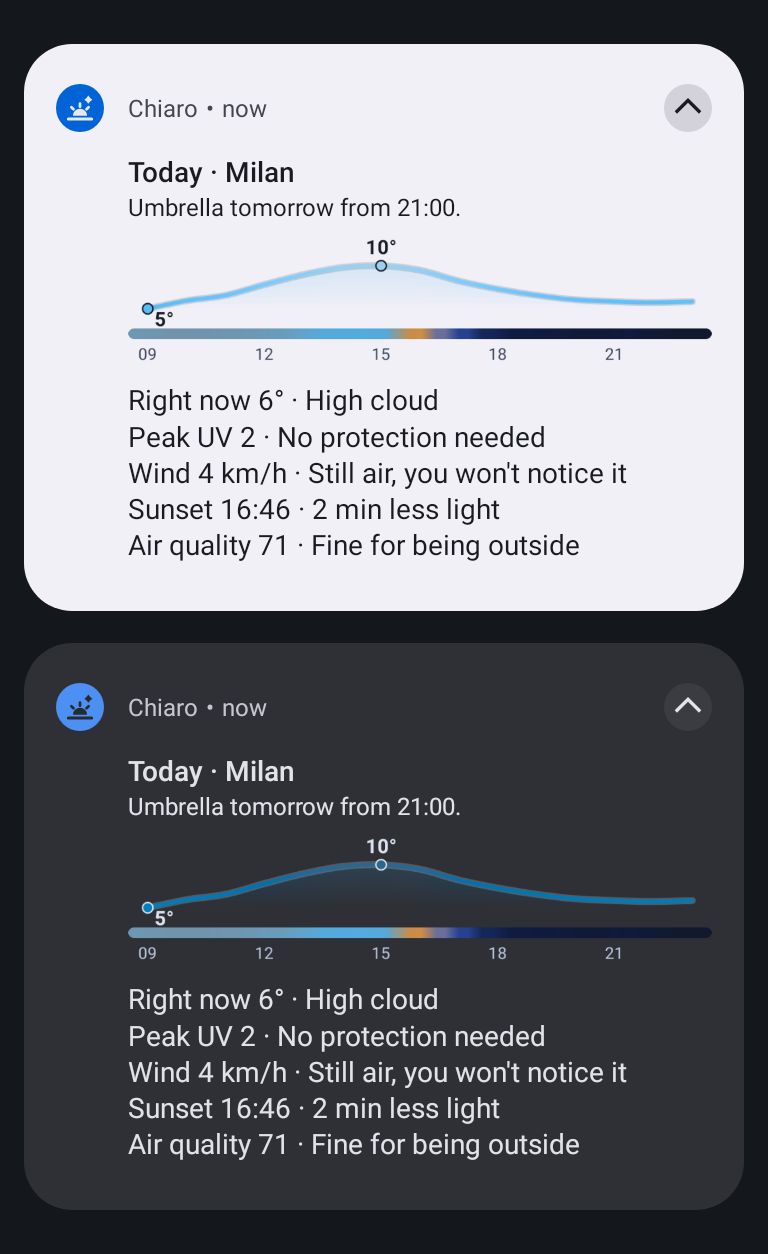 Chiaro • now
Today · Milan
Umbrella tomorrow from 21:00.
10°
5°
09 12 15 18 21
Right now 6° · High cloud
Peak UV 2 · No protection needed
Wind 4 km/h · Still air, you won't notice it
Sunset 16:46 · 2 min less light
Air quality 71 · Fine for being outside
Chiaro • now
Today · Milan
Umbrella tomorrow from 21:00.
10°
5°
09 12 15 18 21
Right now 6° · High cloud
Peak UV 2 · No protection needed
Wind 4 km/h · Still air, you won't notice it
Sunset 16:46 · 2 min less light
Air quality 71 · Fine for being outside